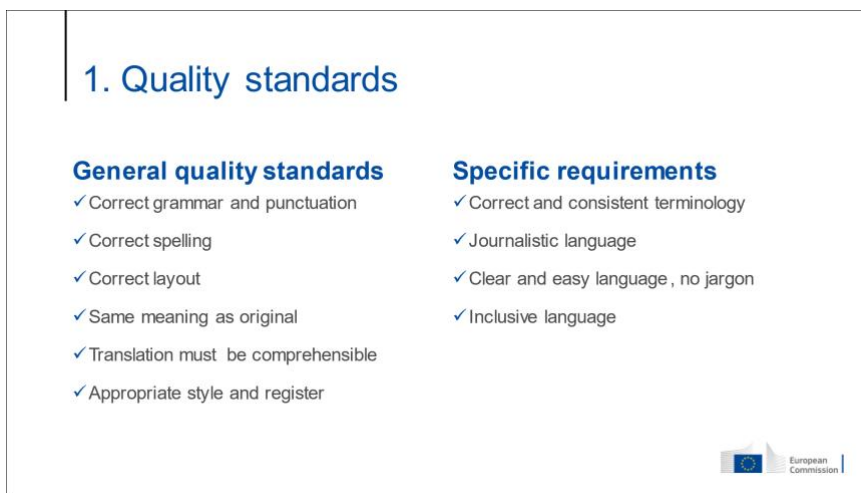 1. Quality standards
General quality standards
✓Correct grammar and punctuation
✓Correct spelling
✓Correct layout
✓Same meaning as original
✓Translation must be comprehensible
✓Appropriate style and register
Specific requirements
✓Correct and consistent terminology
✓Journalistic language
✓Clear and easy language, no jargon
✓Inclusive language
European
Commission